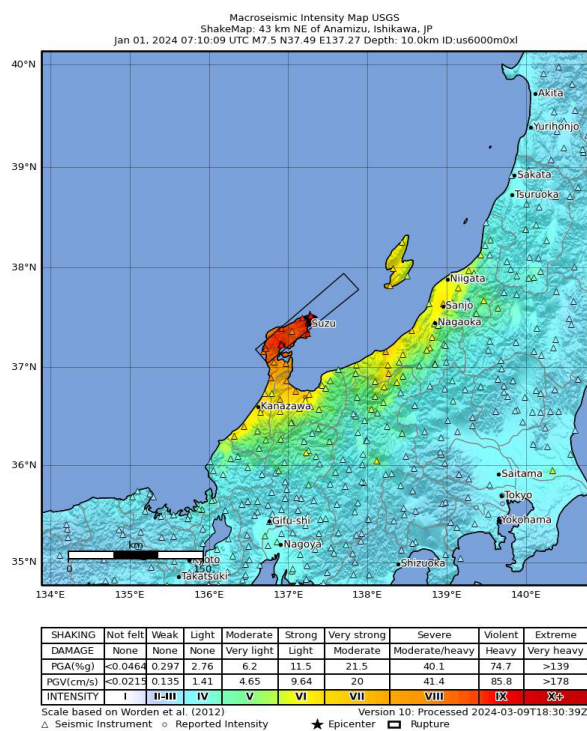 Macroseismic Intensity Map USGS
ShakeMap: 43 km NE of Anamizu, Ishikawa, JP
Jan 01, 2024 07:10:09 UTC M7.5 N37.49 E137.27 Depth: 10.0km ID:us6000m0xl
40°N
Akita
Yurihonjo
39°N
Sakata
Tsuruoka
38°N
Niigata
Sanjo
Suzu
Nagaoka
37°N
Kanazawa
36°N
Saitama
Tokyo
Yokohama
Gifu-shi
km
Nagoya
35°N
Kyoto
Shizuoka
0 150
Takatsuki
134°E 136°E 137°E 138°E 139°E 140°E
SHAKING Not felt Weak Light Moderate Strong Very strong Severe Violent Extreme
DAMAGE None None None Very light Light Moderate Moderate/heavy Heavy Very heavy
PGA(%g) <0.0464 0.297 2.76 6.2 11.5 21.5 40.1 74.7 >139
PGV(cm/s) <0.0215 0.135 1.41 4.65 9.64 20 41.4 85.8 >178
INTENSITY I II-III IV V VI VII VIII IX X+
Scale based on Worden et al. (2012) Version 10: Processed 2024-03-09T18:30:39Z
△ Seismic Instrument ○ Reported Intensity ★ Epicenter □ Rupture